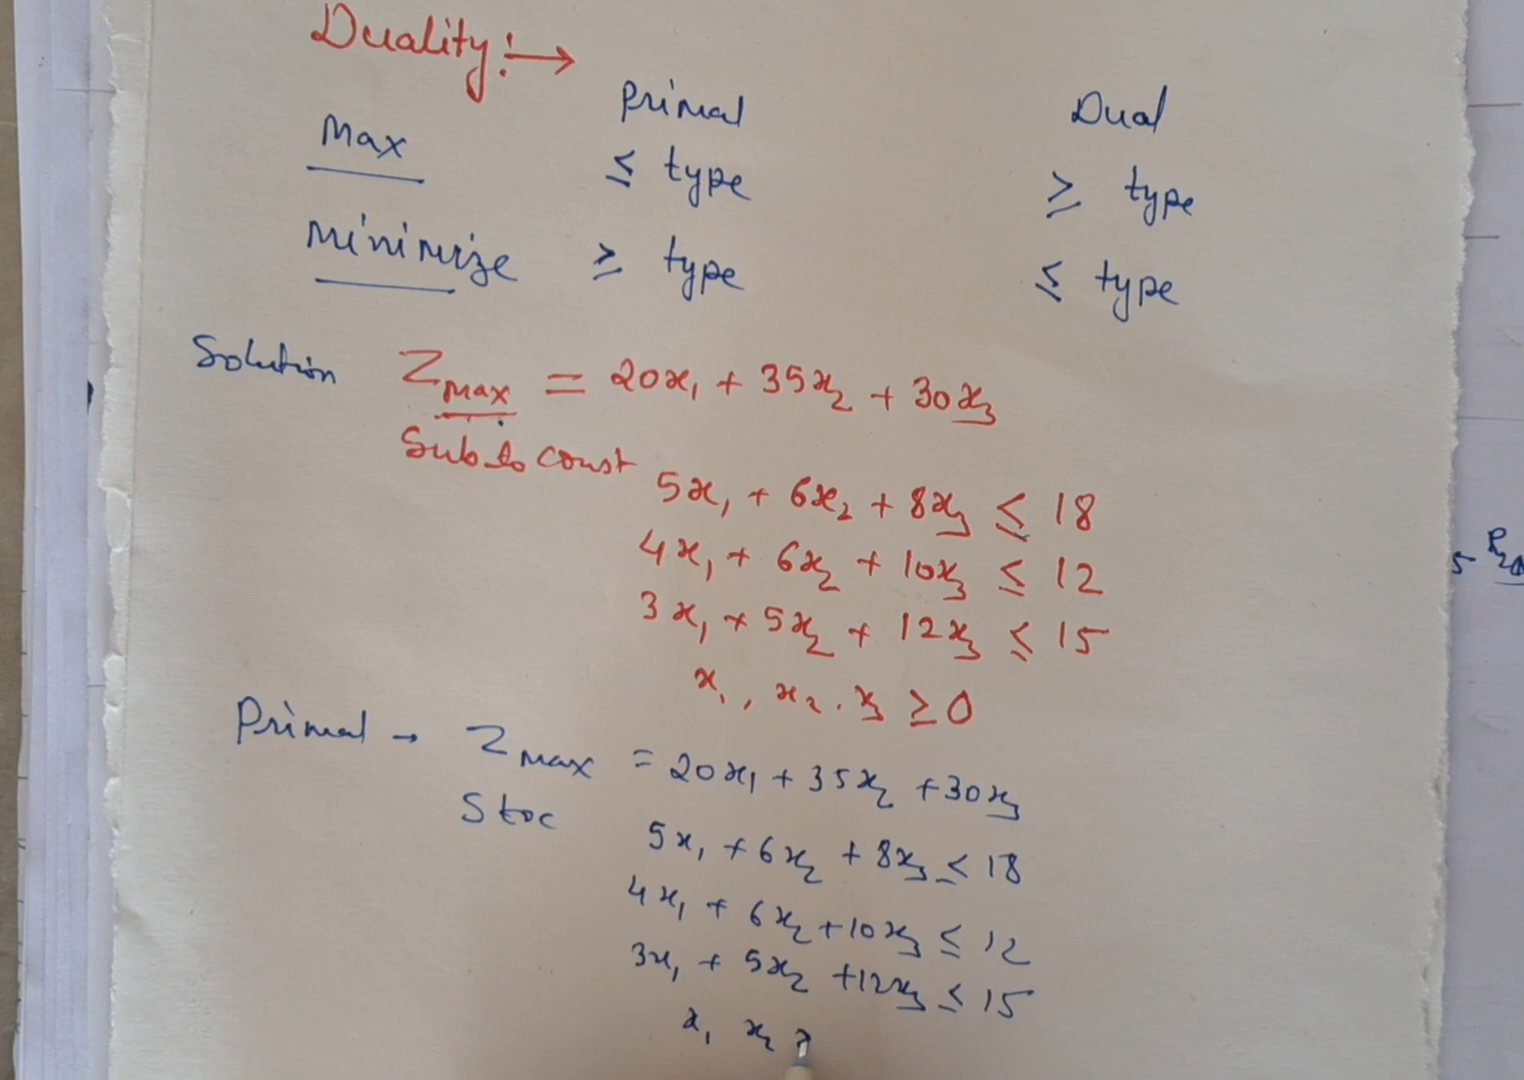 Duality:→
Primal Dual
Max ≤ type ≥ type
Minimize ≥ type ≤ type
Solution Zmax = 20x₁ + 35x₂ + 30x₃
Sub to const
5x₁ + 6x₂ + 8x₃ ≤ 18
4x₁ + 6x₂ + 10x₃ ≤ 12
3x₁ + 5x₂ + 12x₃ ≤ 15
x₁, x₂. x₃ ≥ 0
Primal → Zmax = 20x₁ + 35x₂ + 30x₃
Stoc
5x₁ + 6x₂ + 8x₃ ≤ 18
4x₁ + 6x₂ + 10x₃ ≤ 12
3x₁ + 5x₂ + 12x₃ ≤ 15
x₁ x₂